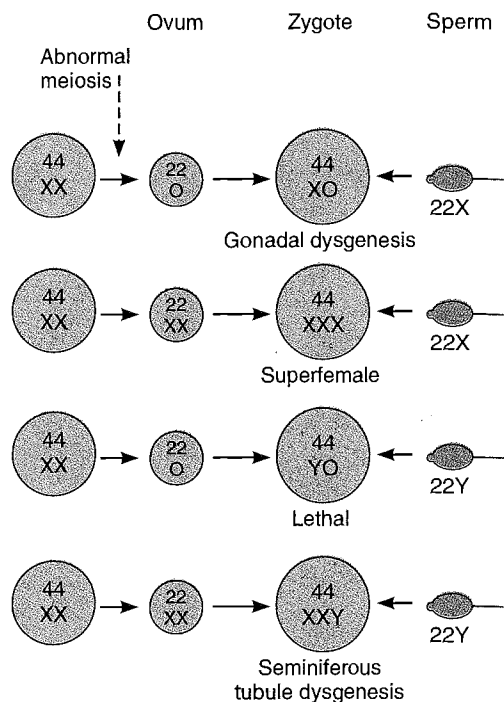 Ovum Zygote Sperm
Abnormal
meiosis
44
XX
22
O
44
XO
22X
Gonadal dysgenesis
44
XX
22
XX
44
XXX
22X
Superfemale
44
XX
22
O
44
YO
22Y
Lethal
44
XX
22
XX
44
XXY
22Y
Seminiferous
tubule dysgenesis